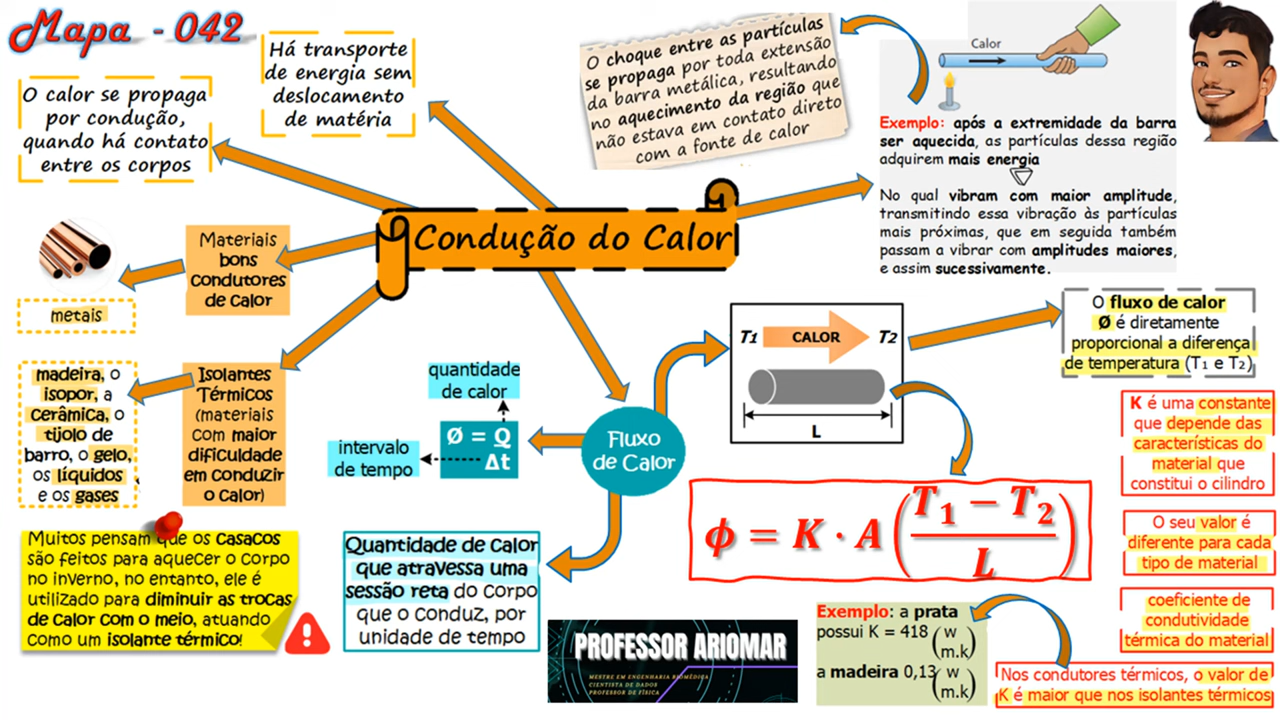 Mapa - 042
O calor se propaga
por condução,
quando há contato
entre os corpos
Há transporte
de energia sem
deslocamento
de matéria
O choque entre as partículas
se propaga por toda extensão
da barra metálica, resultando
no aquecimento da região que
não estava em contato direto
com a fonte de calor
Calor
Exemplo: após a extremidade da barra
ser aquecida, as partículas dessa região
adquirem mais energia
No qual vibram com maior amplitude,
transmitindo essa vibração às partículas
mais próximas, que em seguida também
passam a vibrar com amplitudes maiores,
e assim sucessivamente.
Condução do Calor
Materiais
bons
condutores
de calor
metais
Isolantes
Térmicos
(materiais
com maior
dificuldade
em conduzir
o calor)
madeira, o
isopor, a
cerâmica, o
tijolo de
barro, o gelo,
os líquidos
e os gases
Muitos pensam que os casacos
são feitos para aquecer o corpo
no inverno, no entanto, ele é
utilizado para diminuir as trocas
de calor com o meio, atuando
como um isolante térmico!
quantidade
de calor
Ø = Q
Δt
intervalo
de tempo
Fluxo
de Calor
Quantidade de calor
que atravessa uma
sessão reta do corpo
que o conduz, por
unidade de tempo
T1 CALOR T2
L
O fluxo de calor
Ø é diretamente
proporcional a diferença
de temperatura (T₁ e T₂)
ϕ = K · A (T₁ − T₂ / L)
K é uma constante
que depende das
características do
material que
constitui o cilindro
O seu valor é
diferente para cada
tipo de material
coeficiente de
condutividade
térmica do material
Nos condutores térmicos, o valor de
K é maior que nos isolantes térmicos
Exemplo: a prata
possui K = 418 (w
m.k)
a madeira 0,13 (w
m.k)
PROFESSOR ARIOMAR
MESTRE EM ENGENHARIA BIOMÉDICA
CIENTISTA DE DADOS
PROFESSOR DE FÍSICA